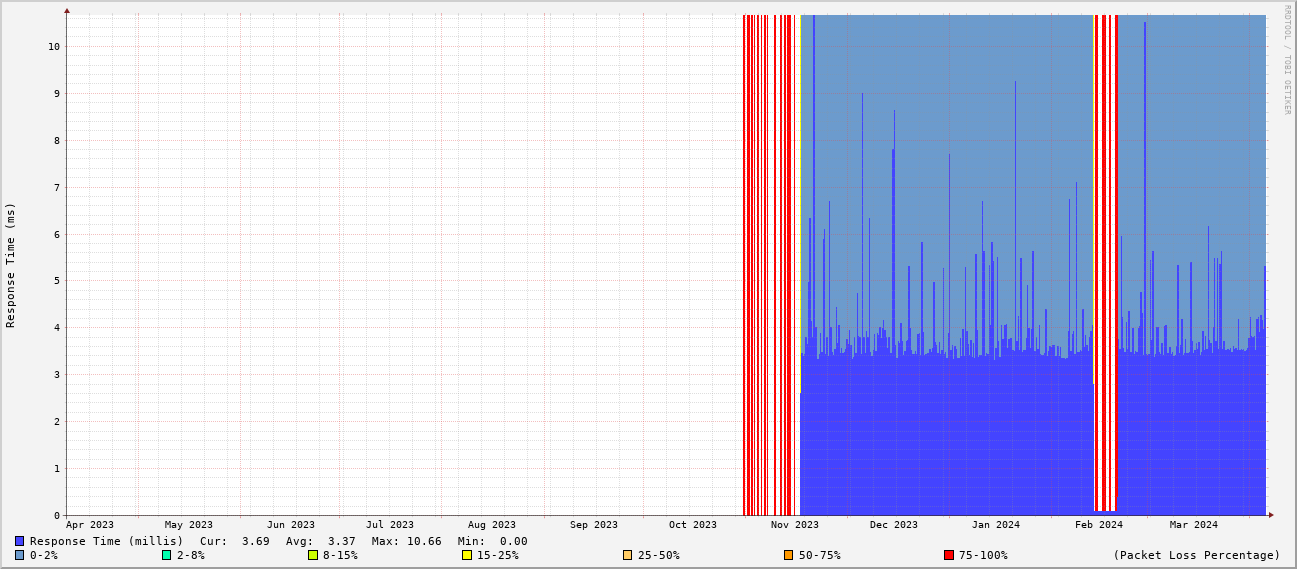 RRDTOOL / TOBI OETIKER
Response Time (ms)
10
9
8
7
6
5
4
3
2
1
0
Apr 2023 May 2023 Jun 2023 Jul 2023 Aug 2023 Sep 2023 Oct 2023 Nov 2023 Dec 2023 Jan 2024 Feb 2024 Mar 2024
Response Time (millis) Cur: 3.69 Avg: 3.37 Max: 10.66 Min: 0.00
0-2% 2-8% 8-15% 15-25% 25-50% 50-75% 75-100% (Packet Loss Percentage)